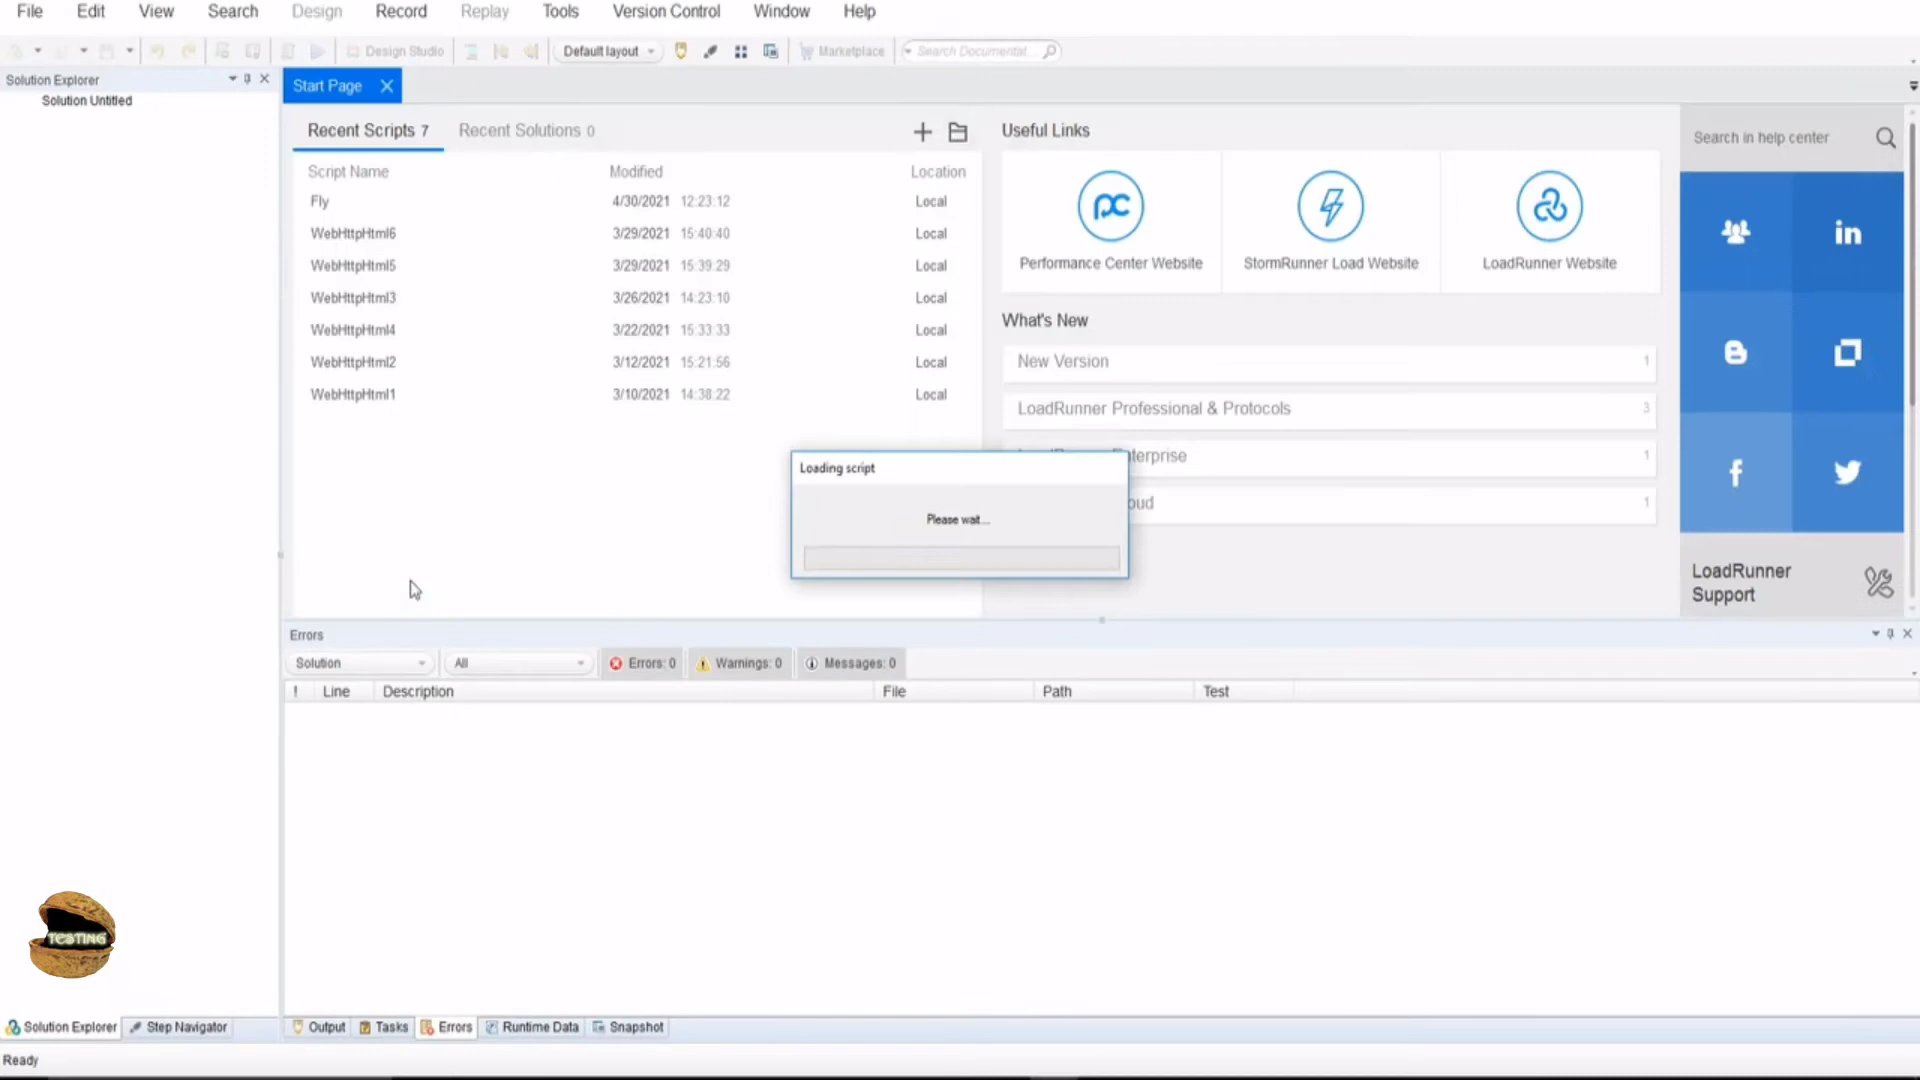 File Edit View Search Design Record Replay Tools Version Control Window Help
Design Studio Default layout Marketplace Search Documentat...
Solution Explorer
Solution Untitled
Start Page
Recent Scripts 7 Recent Solutions 0
Script Name Modified Location
Fly 4/30/2021 12:23:12 Local
WebHttpHtml6 3/29/2021 15:40:40 Local
WebHttpHtml5 3/29/2021 15:39:29 Local
WebHttpHtml3 3/26/2021 14:23:10 Local
WebHttpHtml4 3/22/2021 15:33:33 Local
WebHttpHtml2 3/12/2021 15:21:56 Local
WebHttpHtml1 3/10/2021 14:38:22 Local
Useful Links
Performance Center Website StormRunner Load Website LoadRunner Website
What's New
New Version 1
LoadRunner Professional & Protocols 3
terprise 1
oud 1
Search in help center
in
f
LoadRunner
Support
Loading script
Please wait...
Errors
Solution All Errors: 0 Warnings: 0 Messages: 0
! Line Description File Path Test
TESTING
Solution Explorer Step Navigator Output Tasks Errors Runtime Data Snapshot
Ready